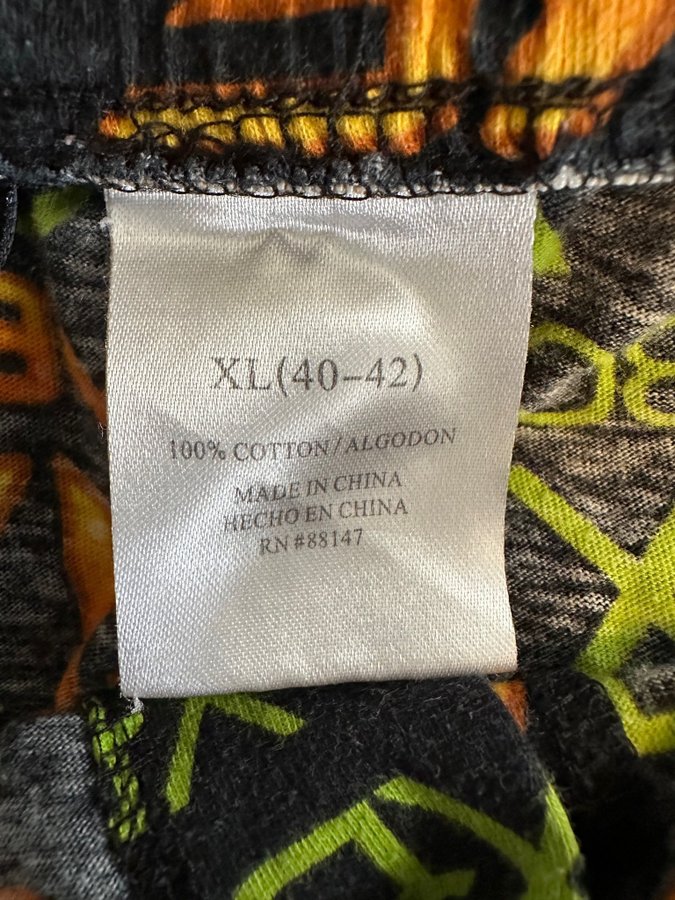 XL(40-42)
100% COTTON/ALGODON
MADE IN CHINA
HECHO EN CHINA
RN #88147